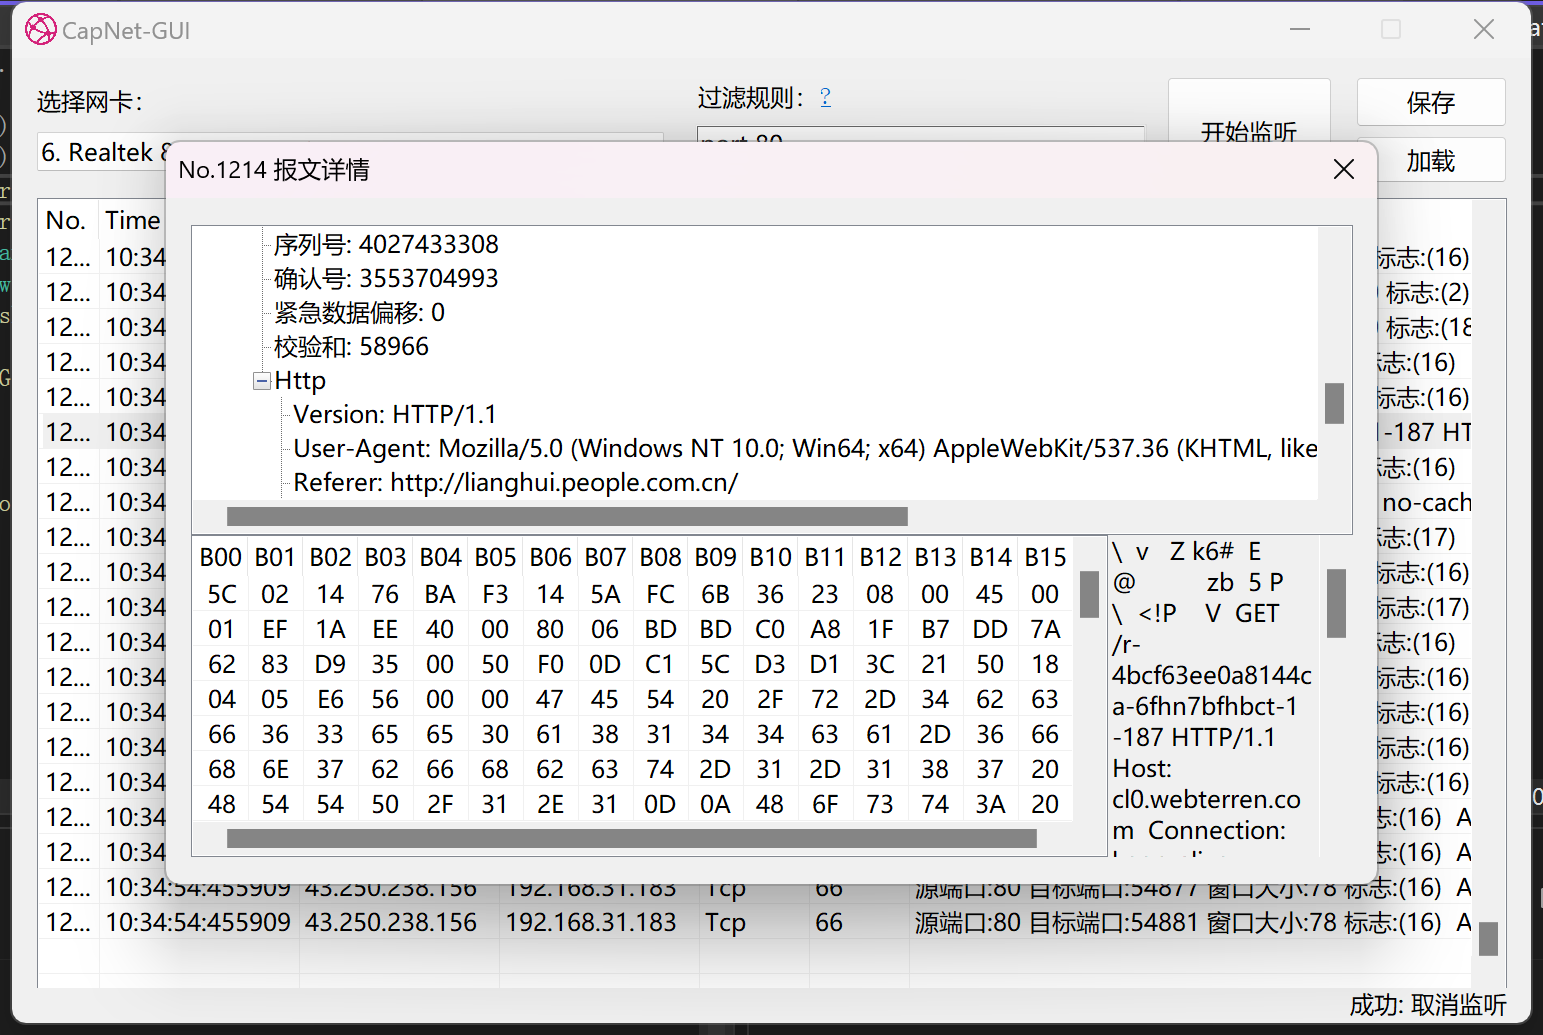 CapNet-GUI
选择网卡：
过滤规则： ?
开始监听
保存
6. Realtek 8
port 80
加载
No.1214 报文详情
No. Time
12... 10:34 标志:(16)
12... 10:34 标志:(2)
12... 10:34 标志:(18
12... 10:34 志:(16)
12... 10:34 标志:(16)
12... 10:34 -187 HT
12... 10:34 志:(16)
12... 10:34 no-cach
12... 10:34 志:(17)
12... 10:34 标志:(16)
12... 10:34 标志:(17)
12... 10:34 志:(16)
12... 10:34 标志:(16)
12... 10:34 标志:(16)
12... 10:34 标志:(16)
12... 10:34 标志:(16)
12... 10:34 志:(16) A
12... 10:34 志:(16) A
12... 10:34:54:455909 43.250.238.156 192.168.31.183 Tcp 66 源端口:80 目标端口:54877 窗口大小:78 标志:(16) A
12... 10:34:54:455909 43.250.238.156 192.168.31.183 Tcp 66 源端口:80 目标端口:54881 窗口大小:78 标志:(16) A
序列号: 4027433308
确认号: 3553704993
紧急数据偏移: 0
校验和: 58966
Http
Version: HTTP/1.1
User-Agent: Mozilla/5.0 (Windows NT 10.0; Win64; x64) AppleWebKit/537.36 (KHTML, like
Referer: http://lianghui.people.com.cn/
B00 B01 B02 B03 B04 B05 B06 B07 B08 B09 B10 B11 B12 B13 B14 B15
5C 02 14 76 BA F3 14 5A FC 6B 36 23 08 00 45 00
01 EF 1A EE 40 00 80 06 BD BD C0 A8 1F B7 DD 7A
62 83 D9 35 00 50 F0 0D C1 5C D3 D1 3C 21 50 18
04 05 E6 56 00 00 47 45 54 20 2F 72 2D 34 62 63
66 36 33 65 65 30 61 38 31 34 34 63 61 2D 36 66
68 6E 37 62 66 68 62 63 74 2D 31 2D 31 38 37 20
48 54 54 50 2F 31 2E 31 0D 0A 48 6F 73 74 3A 20
\ v Z k6# E
@ zb 5 P
\ <!P V GET
/r-
4bcf63ee0a8144c
a-6fhn7bfhbct-1
-187 HTTP/1.1
Host:
cl0.webterren.co
m Connection:
成功: 取消监听